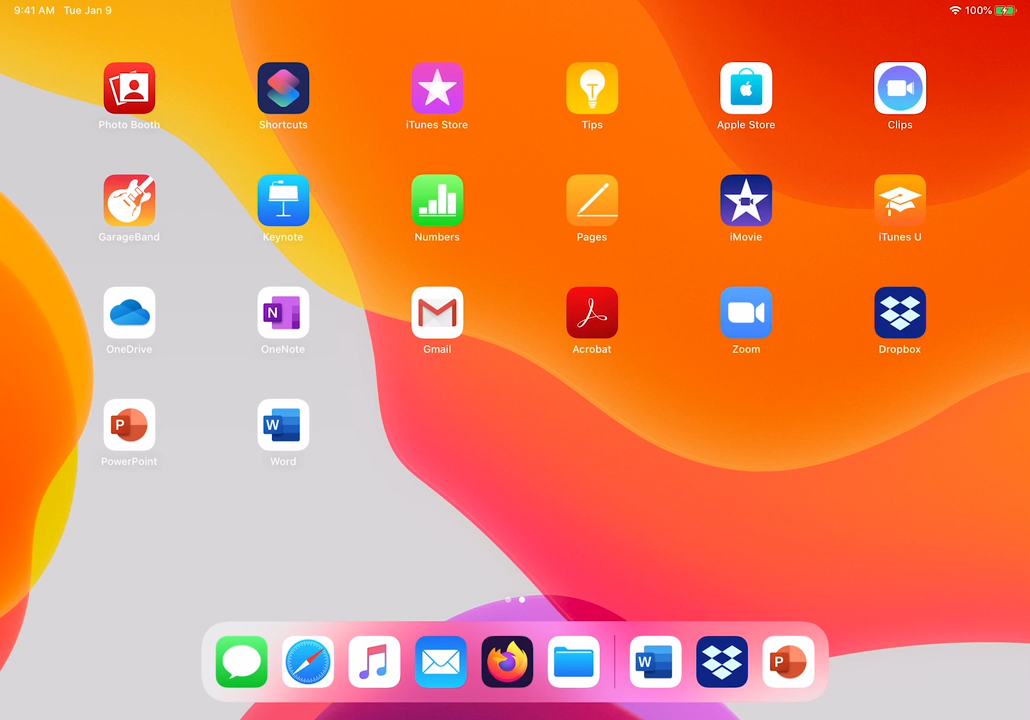 9:41 AM Tue Jan 9 100%
Photo Booth Shortcuts iTunes Store Tips Apple Store Clips
GarageBand Keynote Numbers Pages iMovie iTunes U
N
OneDrive OneNote Gmail Acrobat Zoom Dropbox
P W
PowerPoint Word
W P